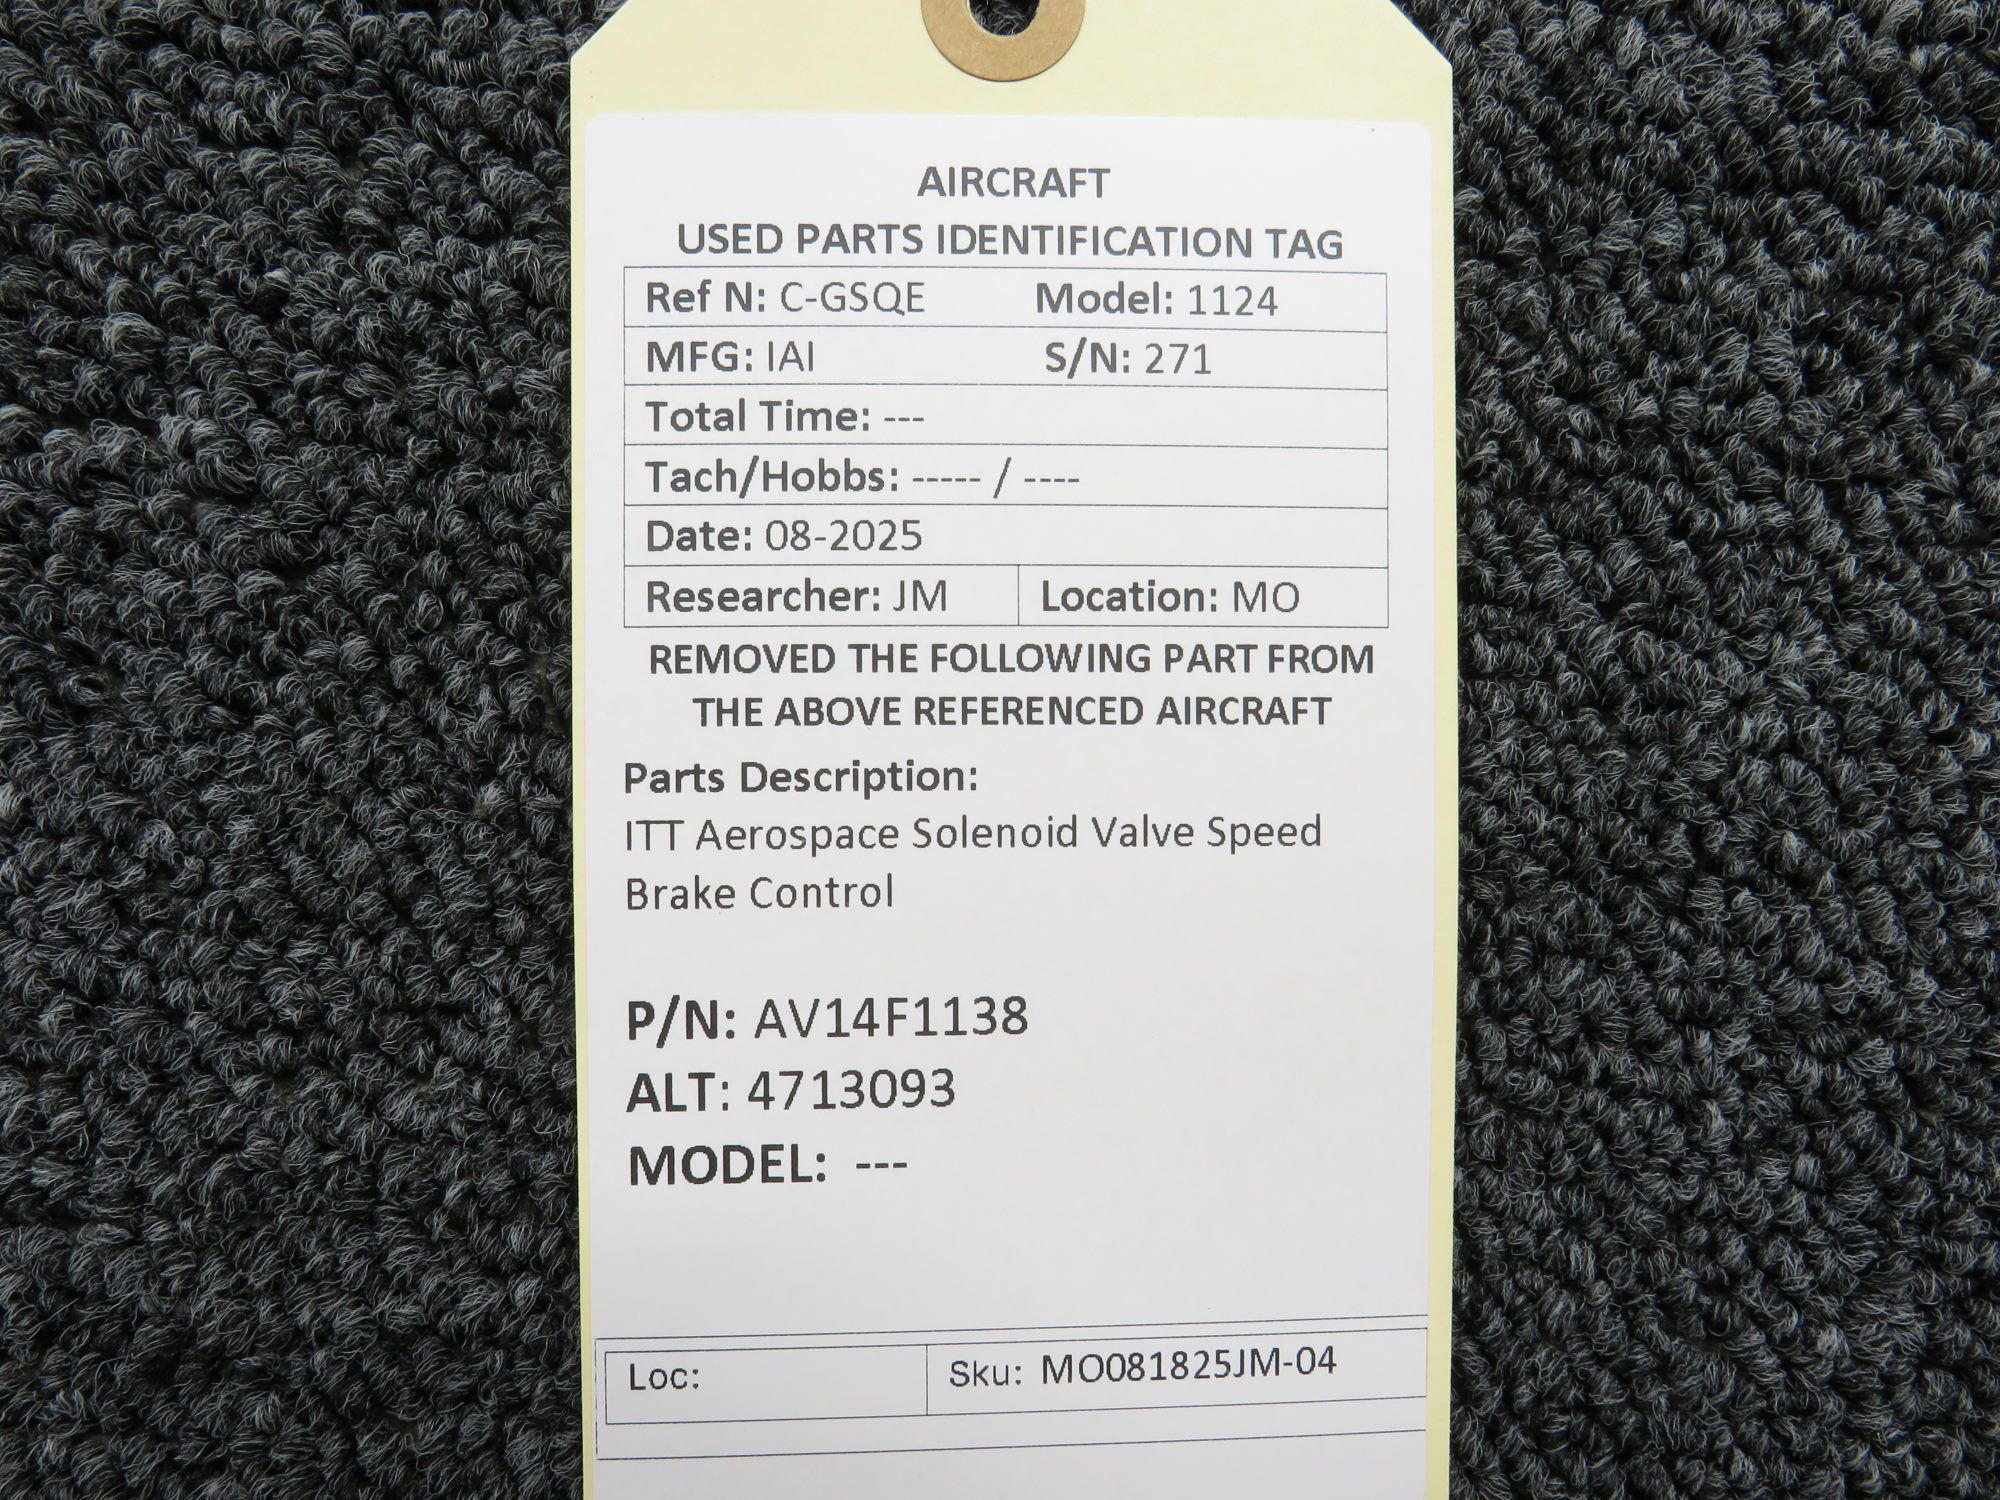 AIRCRAFT
USED PARTS IDENTIFICATION TAG
Ref N: C-GSQE Model: 1124
MFG: IAI S/N: 271
Total Time: ---
Tach/Hobbs: ----- / ----
Date: 08-2025
Researcher: JM Location: MO
REMOVED THE FOLLOWING PART FROM
THE ABOVE REFERENCED AIRCRAFT
Parts Description:
ITT Aerospace Solenoid Valve Speed
Brake Control
P/N: AV14F1138
ALT: 4713093
MODEL: ---
Loc: Sku: MO081825JM-04